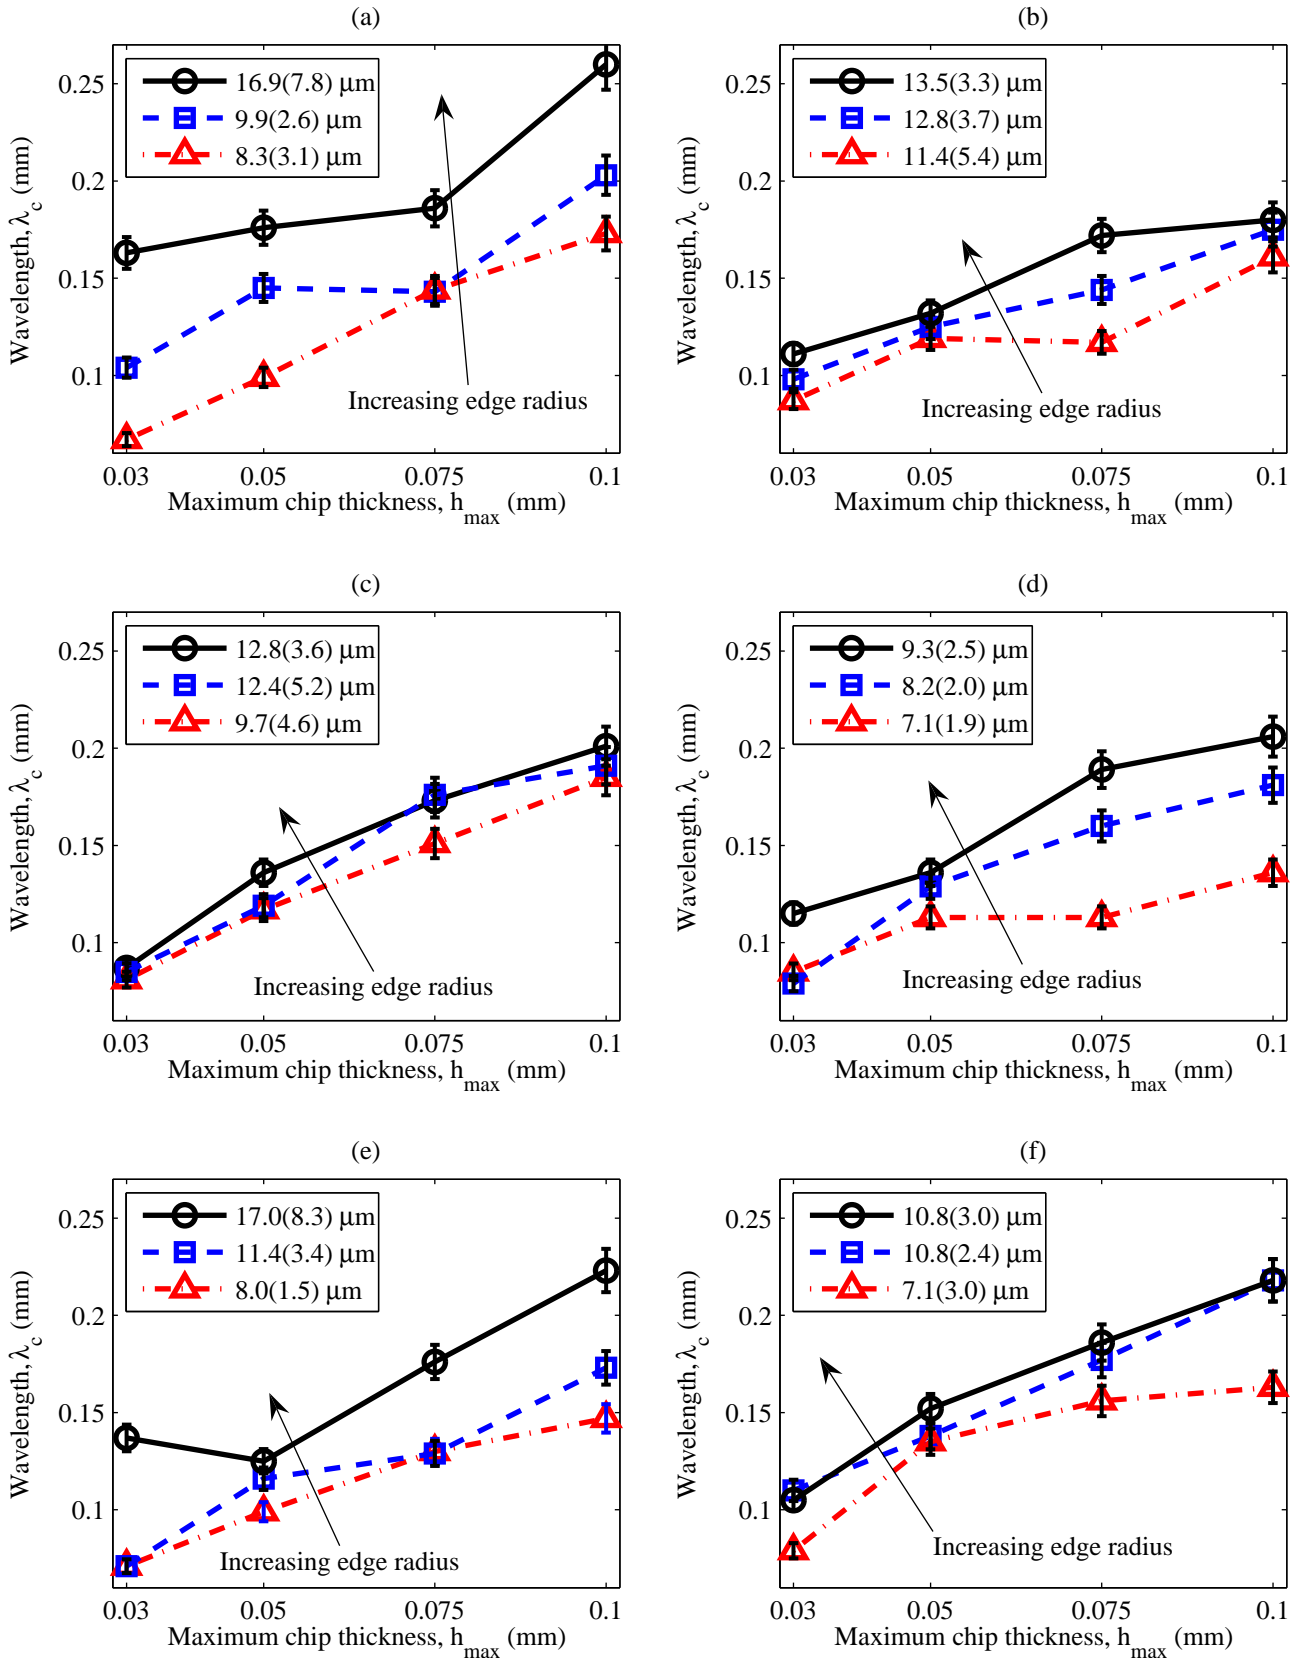 (a)
16.9(7.8) μm
9.9(2.6) μm
8.3(3.1) μm
0.25
0.2
0.15
0.1
Wavelength, λ_c (mm)
Increasing edge radius
0.03 0.05 0.075 0.1
Maximum chip thickness, h_max (mm)
(b)
13.5(3.3) μm
12.8(3.7) μm
11.4(5.4) μm
0.25
0.2
0.15
0.1
Wavelength, λ_c (mm)
Increasing edge radius
0.03 0.05 0.075 0.1
Maximum chip thickness, h_max (mm)
(c)
12.8(3.6) μm
12.4(5.2) μm
9.7(4.6) μm
0.25
0.2
0.15
0.1
Wavelength, λ_c (mm)
Increasing edge radius
0.03 0.05 0.075 0.1
Maximum chip thickness, h_max (mm)
(d)
9.3(2.5) μm
8.2(2.0) μm
7.1(1.9) μm
0.25
0.2
0.15
0.1
Wavelength, λ_c (mm)
Increasing edge radius
0.03 0.05 0.075 0.1
Maximum chip thickness, h_max (mm)
(e)
17.0(8.3) μm
11.4(3.4) μm
8.0(1.5) μm
0.25
0.2
0.15
0.1
Wavelength, λ_c (mm)
Increasing edge radius
0.03 0.05 0.075 0.1
Maximum chip thickness, h_max (mm)
(f)
10.8(3.0) μm
10.8(2.4) μm
7.1(3.0) μm
0.25
0.2
0.15
0.1
Wavelength, λ_c (mm)
Increasing edge radius
0.03 0.05 0.075 0.1
Maximum chip thickness, h_max (mm)